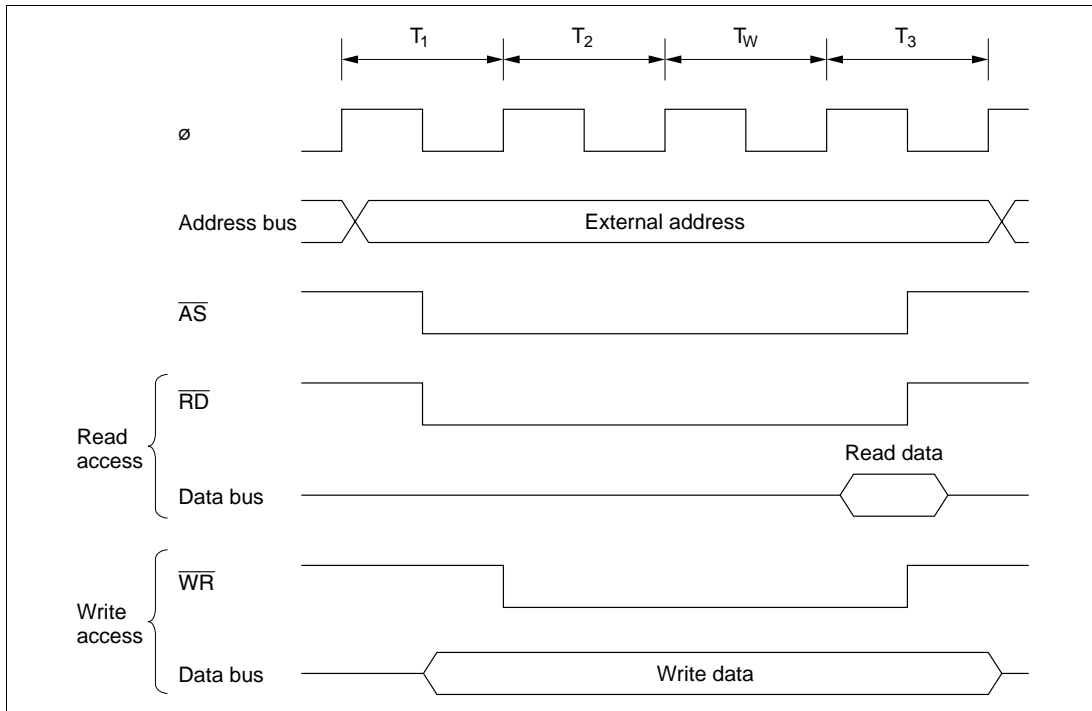 T1 T2 TW T3
ø
Address bus External address
AS
RD
Read access
Read data
Data bus
WR
Write access
Data bus Write data